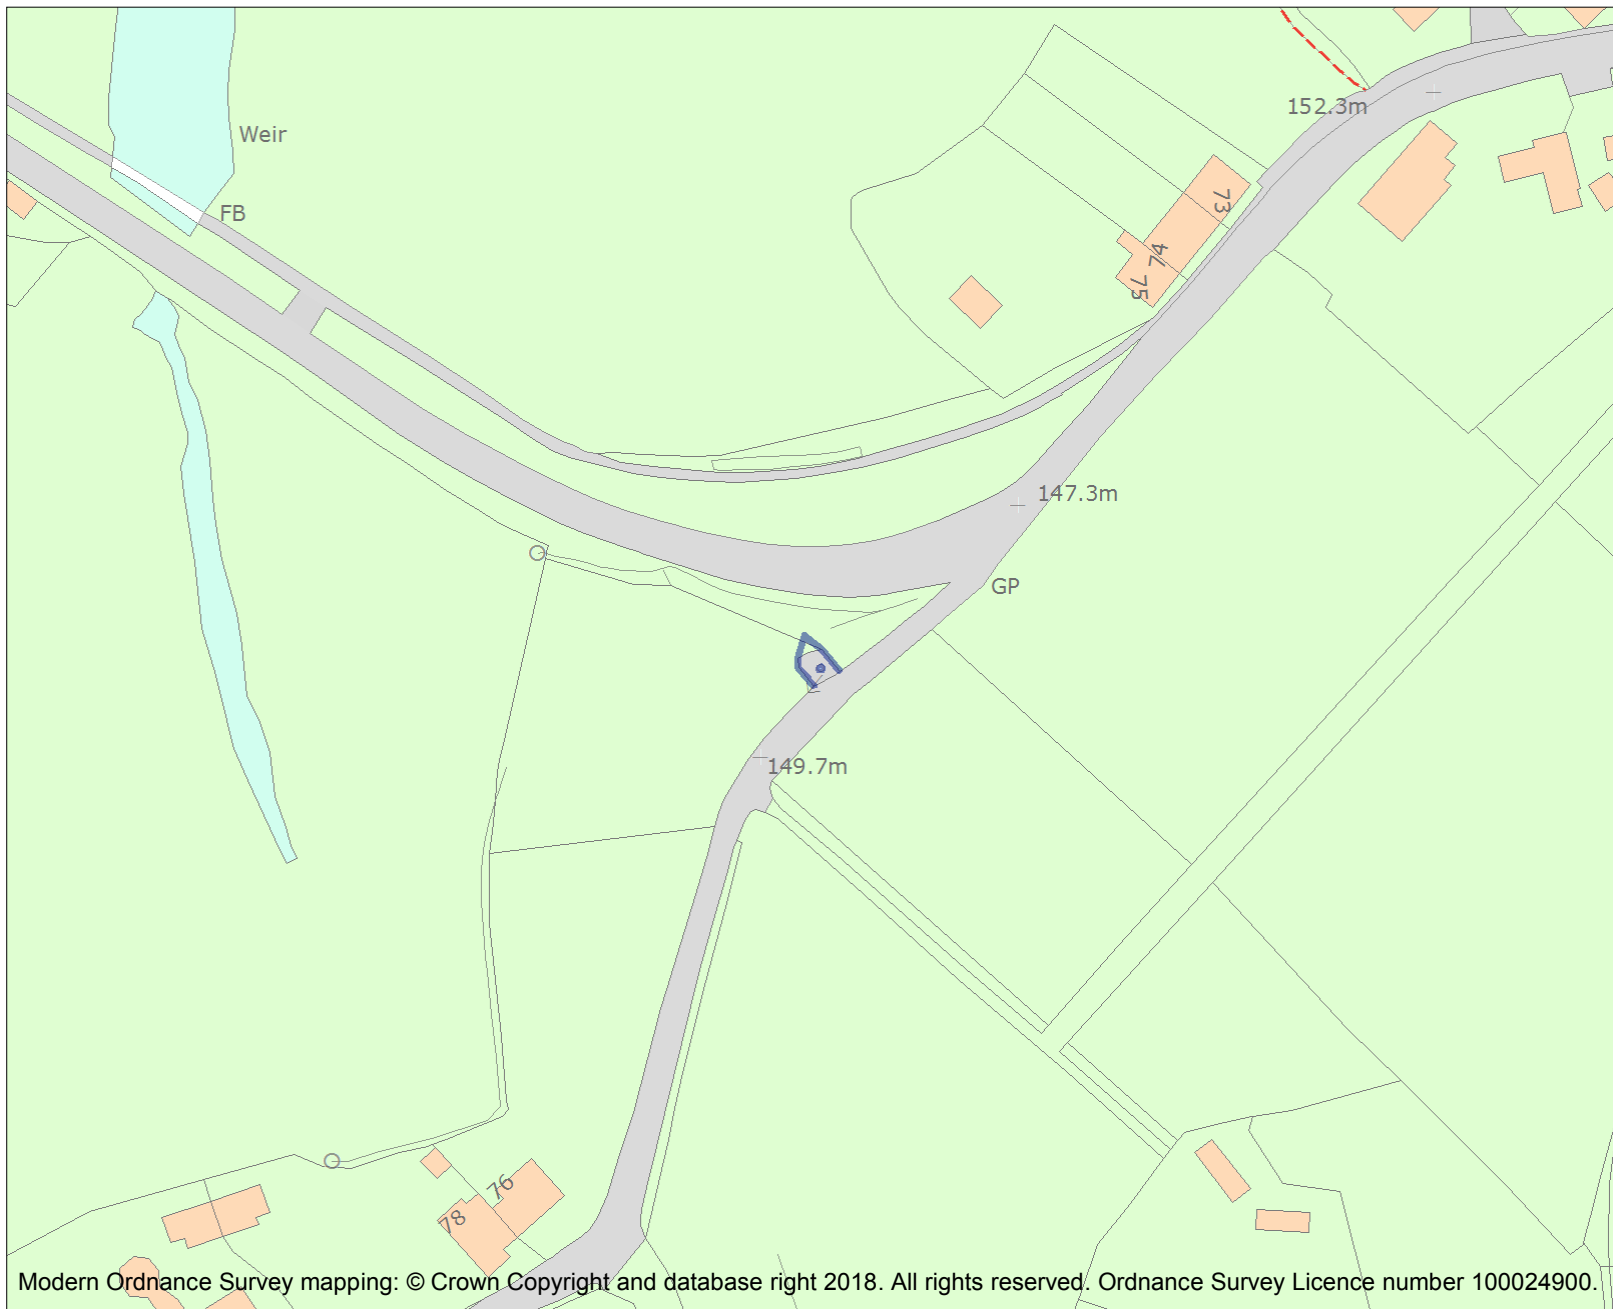 152.3m
Weir
73
FB
74
75
147.3m
GP
149.7m
76
78
Modern Ordnance Survey mapping: © Crown Copyright and database right 2018. All rights reserved. Ordnance Survey Licence number 100024900.